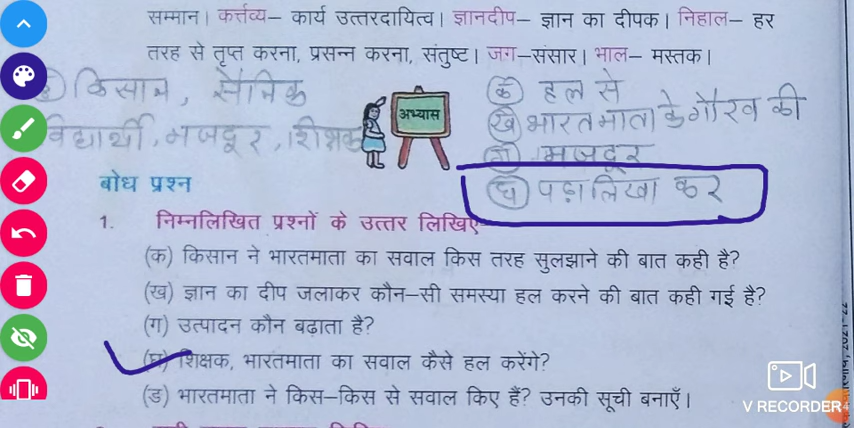 सम्मान। कर्त्तव्य– कार्य उत्तरदायित्व। ज्ञानदीप– ज्ञान का दीपक। निहाल– हर
तरह से तृप्त करना, प्रसन्न करना, संतुष्ट। जग–संसार। भाल– मस्तक।
किसान, सैनिक
विद्यार्थी, मजदूर, शिक्षक
अभ्यास
(क) हल से
(ख) भारतमाता के गौरव की
(ग) मजदूर
(घ) पढ़ा लिखा कर
बोध प्रश्न
1. निम्नलिखित प्रश्नों के उत्तर लिखिए
(क) किसान ने भारतमाता का सवाल किस तरह सुलझाने की बात कही है?
(ख) ज्ञान का दीप जलाकर कौन–सी समस्या हल करने की बात कही गई है?
(ग) उत्पादन कौन बढ़ाता है?
(घ) शिक्षक, भारतमाता का सवाल कैसे हल करेंगे?
(ङ) भारतमाता ने किस–किस से सवाल किए हैं? उनकी सूची बनाएँ।
V RECORDER
2021-22